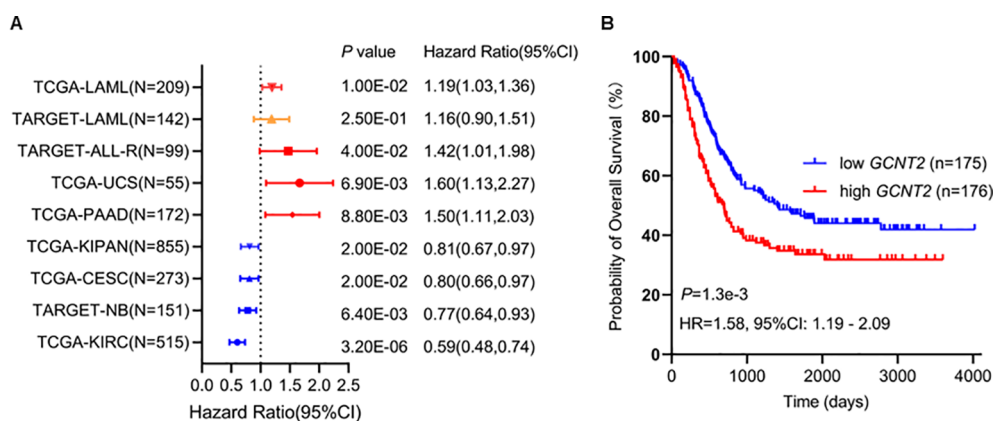 A
P value Hazard Ratio(95%CI)
TCGA-LAML(N=209) 1.00E-02 1.19(1.03,1.36)
TARGET-LAML(N=142) 2.50E-01 1.16(0.90,1.51)
TARGET-ALL-R(N=99) 4.00E-02 1.42(1.01,1.98)
TCGA-UCS(N=55) 6.90E-03 1.60(1.13,2.27)
TCGA-PAAD(N=172) 8.80E-03 1.50(1.11,2.03)
TCGA-KIPAN(N=855) 2.00E-02 0.81(0.67,0.97)
TCGA-CESC(N=273) 2.00E-02 0.80(0.66,0.97)
TARGET-NB(N=151) 6.40E-03 0.77(0.64,0.93)
TCGA-KIRC(N=515) 3.20E-06 0.59(0.48,0.74)
0.0 0.5 1.0 1.5 2.0 2.5
Hazard Ratio(95%CI)
B
Probability of Overall Survival (%)
100
80
60
40
20
0
low GCNT2 (n=175)
high GCNT2 (n=176)
P=1.3e-3
HR=1.58, 95%CI: 1.19 - 2.09
0 1000 2000 3000 4000
Time (days)